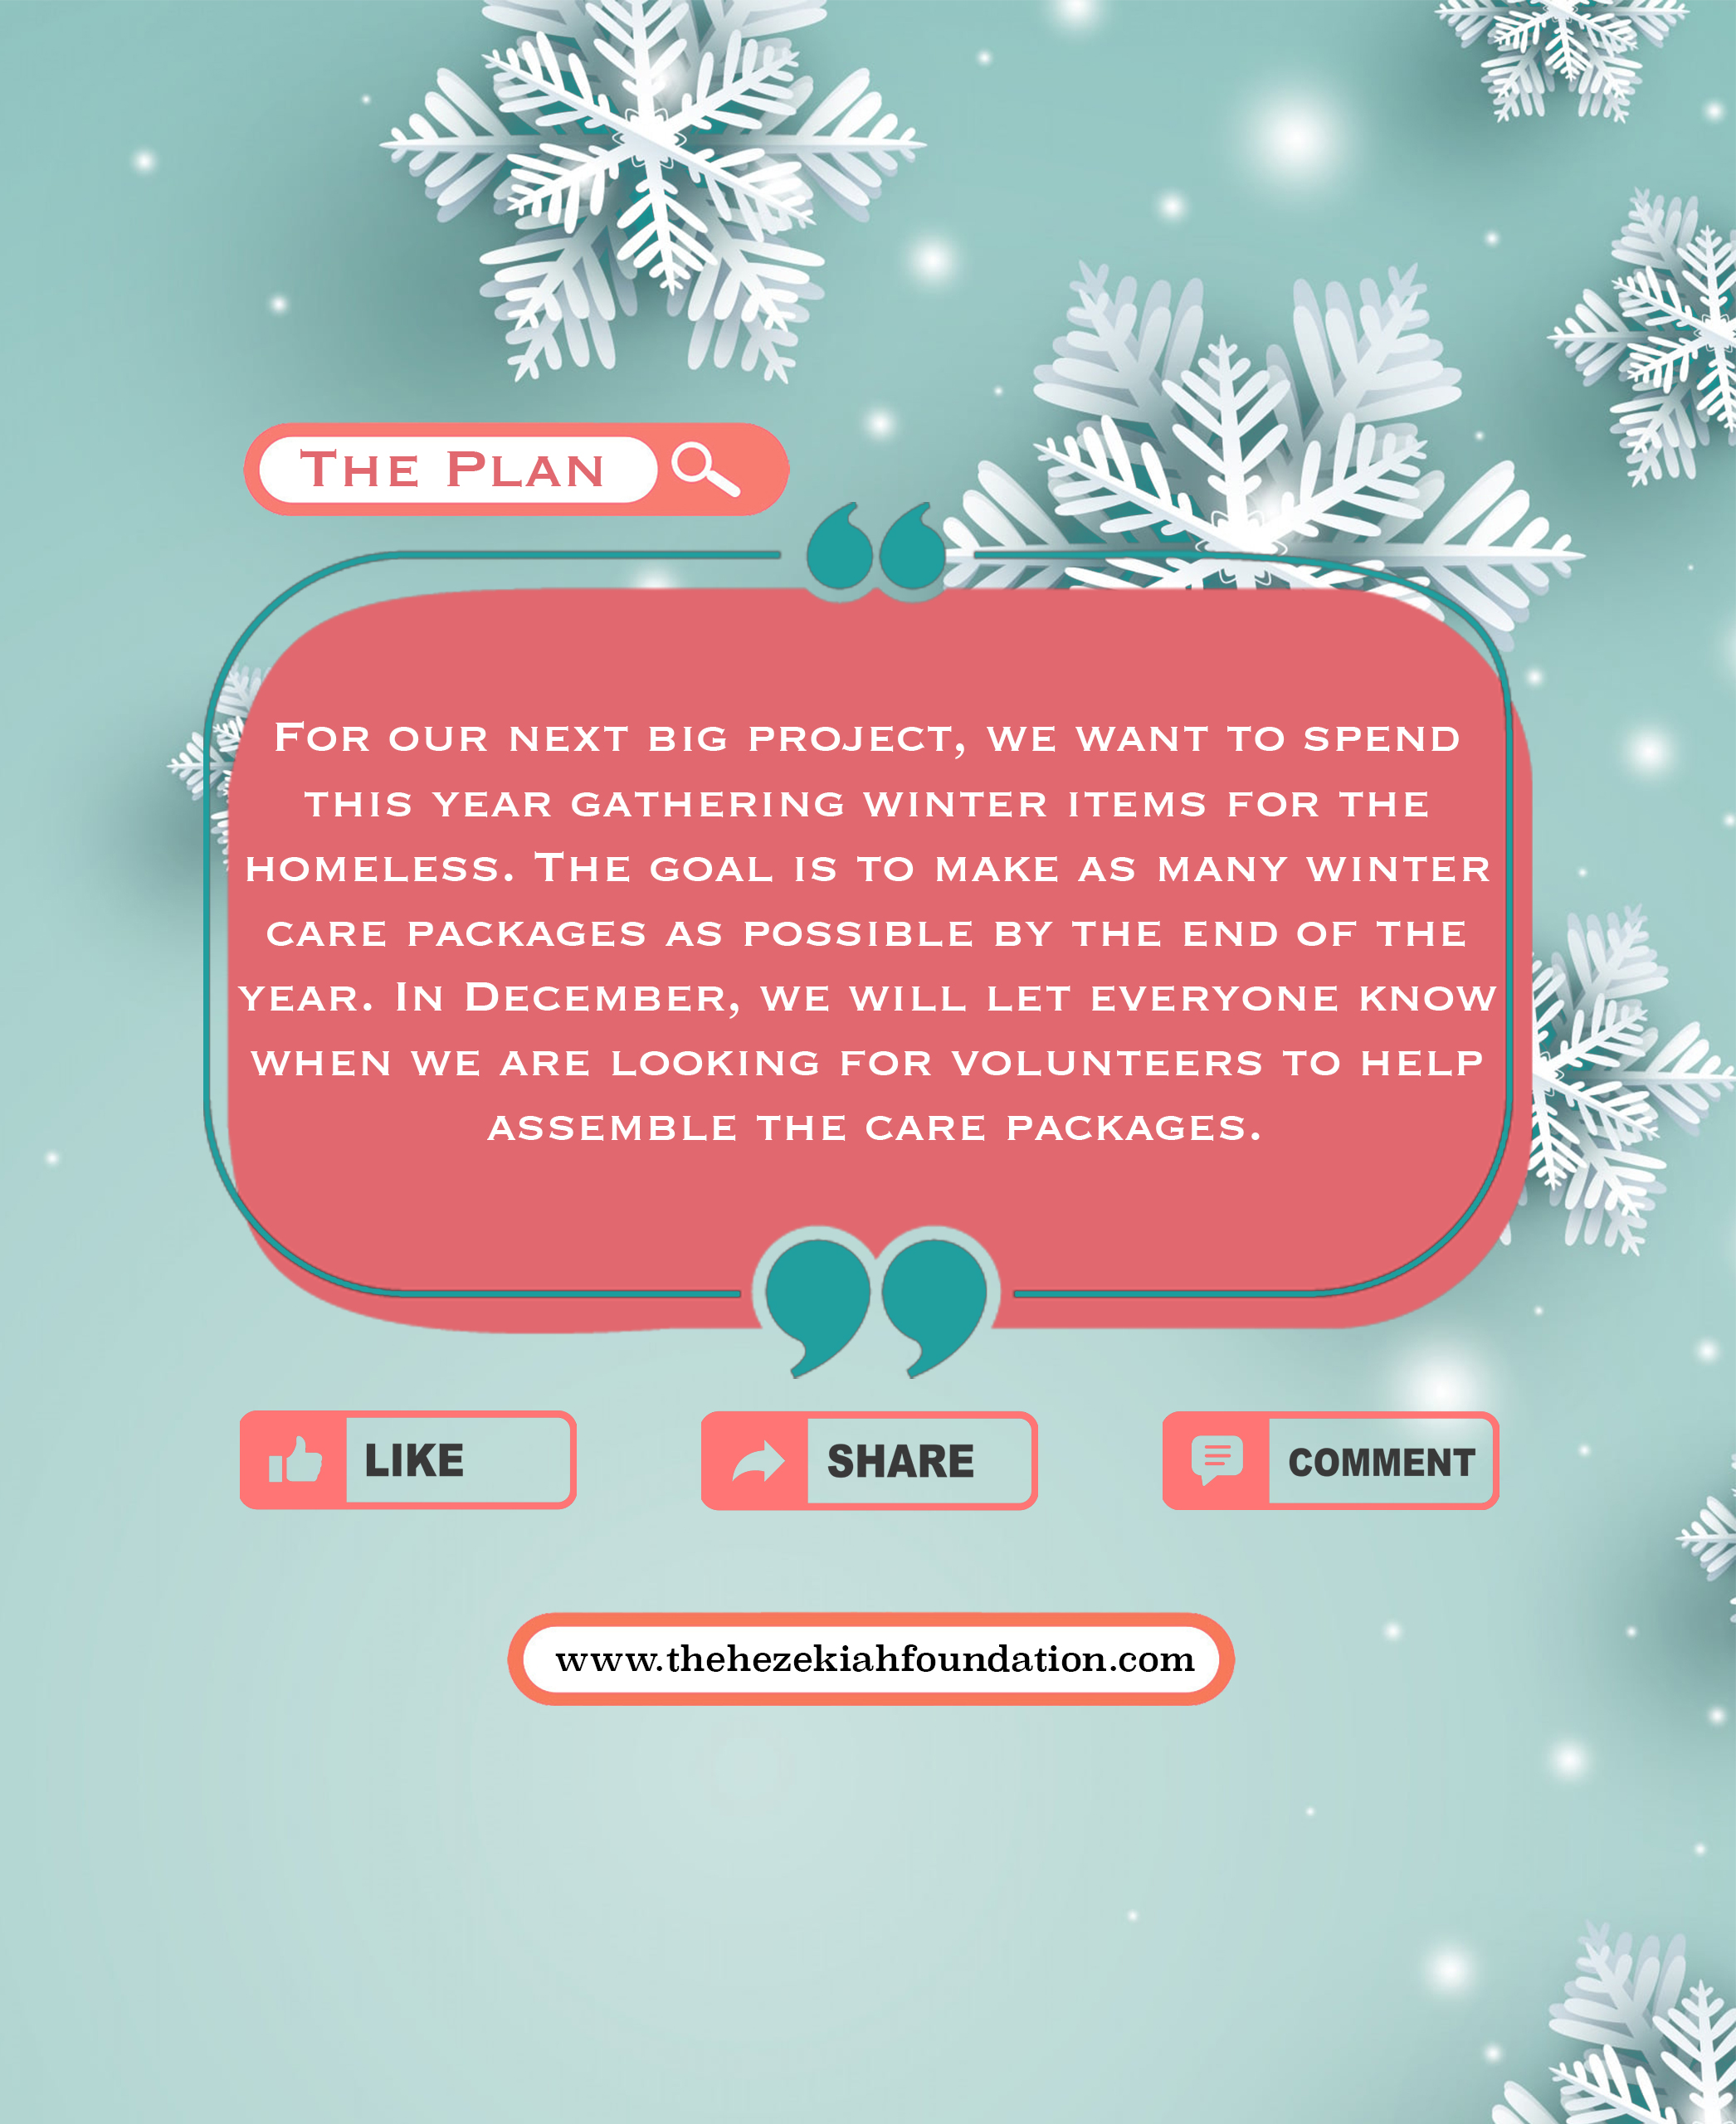 The Plan
For our next big project, we want to spend
this year gathering winter items for the
homeless. The goal is to make as many winter
care packages as possible by the end of the
year. In December, we will let everyone know
when we are looking for volunteers to help
assemble the care packages.
LIKE
SHARE
COMMENT
www.thehezekiahfoundation.com